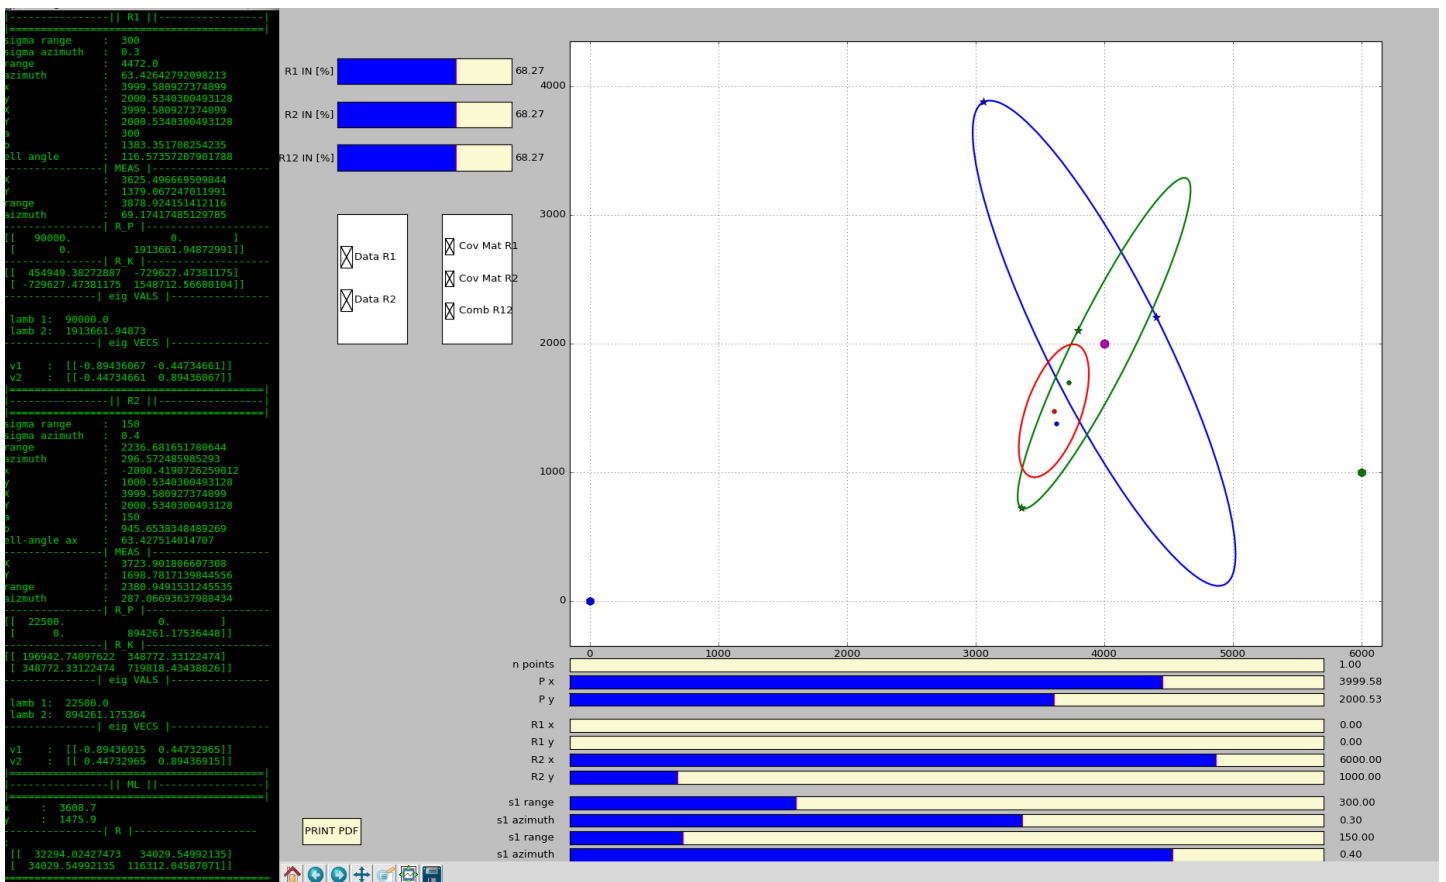 |----------------|| R1 ||-----------------|
|=========================================|
sigma range : 300
sigma azimuth : 0.3
range : 4472.0
azimuth : 63.42642792098213
x : 3999.580927374099
y : 2000.5340300493128
X : 3999.580927374099
Y : 2000.5340300493128
a : 300
b : 1383.351708254235
ell angle : 116.57357207901788
----------------| MEAS |-------------------
X : 3625.496669509844
Y : 1379.067247011991
range : 3878.924151412116
aizmuth : 69.17417485129785
----------------| R_P |--------------------
[[ 90000. 0. ]
[ 0. 1913661.94872991]]
----------------| R_K |--------------------
[[ 454949.38272887 -729627.47381175]
[ -729627.47381175 1548712.56600104]]
---------------| eig VALS |----------------
lamb 1: 90000.0
lamb 2: 1913661.94873
---------------| eig VECS |----------------
v1 : [[-0.89436067 -0.44734661]]
v2 : [[-0.44734661 0.89436067]]
|=========================================|
|----------------|| R2 ||-----------------|
|=========================================|
sigma range : 150
sigma azimuth : 0.4
range : 2236.681651780644
azimuth : 296.572485985293
x : -2000.4190726259012
y : 1000.5340300493128
X : 3999.580927374099
Y : 2000.5340300493128
a : 150
b : 945.6538348489269
ell-angle ax : 63.427514014707
----------------| MEAS |-------------------
X : 3723.901806607308
Y : 1698.7817139844556
range : 2380.9491531245535
aizmuth : 287.06693637988434
----------------| R_P |--------------------
[[ 22500. 0. ]
[ 0. 894261.17536448]]
----------------| R_K |--------------------
[[ 196942.74097622 348772.33122474]
[ 348772.33122474 719818.43438826]]
---------------| eig VALS |----------------
lamb 1: 22500.0
lamb 2: 894261.175364
---------------| eig VECS |----------------
v1 : [[-0.89436915 0.44732965]]
v2 : [[ 0.44732965 0.89436915]]
|=========================================|
|----------------|| ML ||-----------------|
|=========================================|
x : 3608.7
y : 1475.9
----------------| R |--------------------
:
[[ 32294.02427473 34029.54992135]
[ 34029.54992135 116312.04587071]]
R1 IN [%] 68.27
R2 IN [%] 68.27
R12 IN [%] 68.27
Data R1
Data R2
Cov Mat R1
Cov Mat R2
Comb R12
PRINT PDF
4000
3000
2000
1000
0
0 1000 2000 3000 4000 5000 6000
n points 1.00
P x 3999.58
P y 2000.53
R1 x 0.00
R1 y 0.00
R2 x 6000.00
R2 y 1000.00
s1 range 300.00
s1 azimuth 0.30
s1 range 150.00
s1 azimuth 0.40